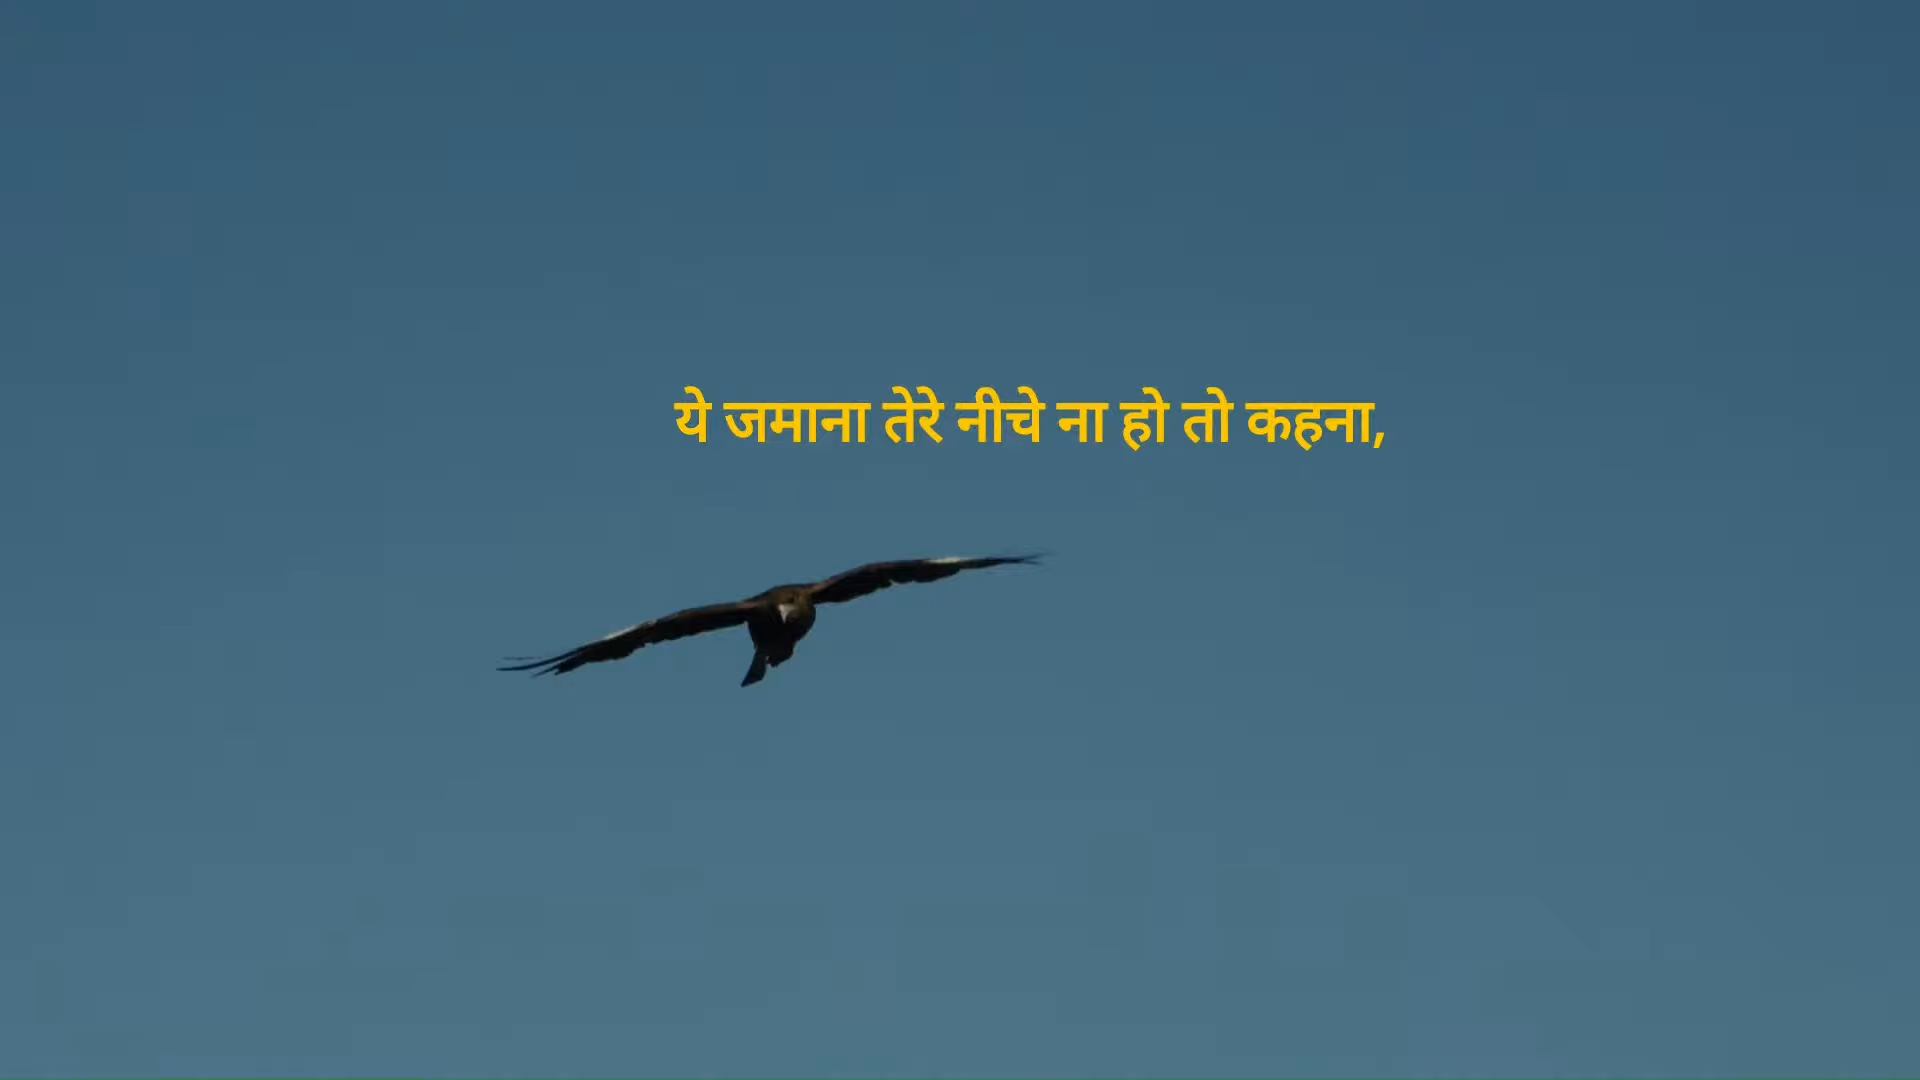 ये जमाना तेरे नीचे ना हो तो कहना,